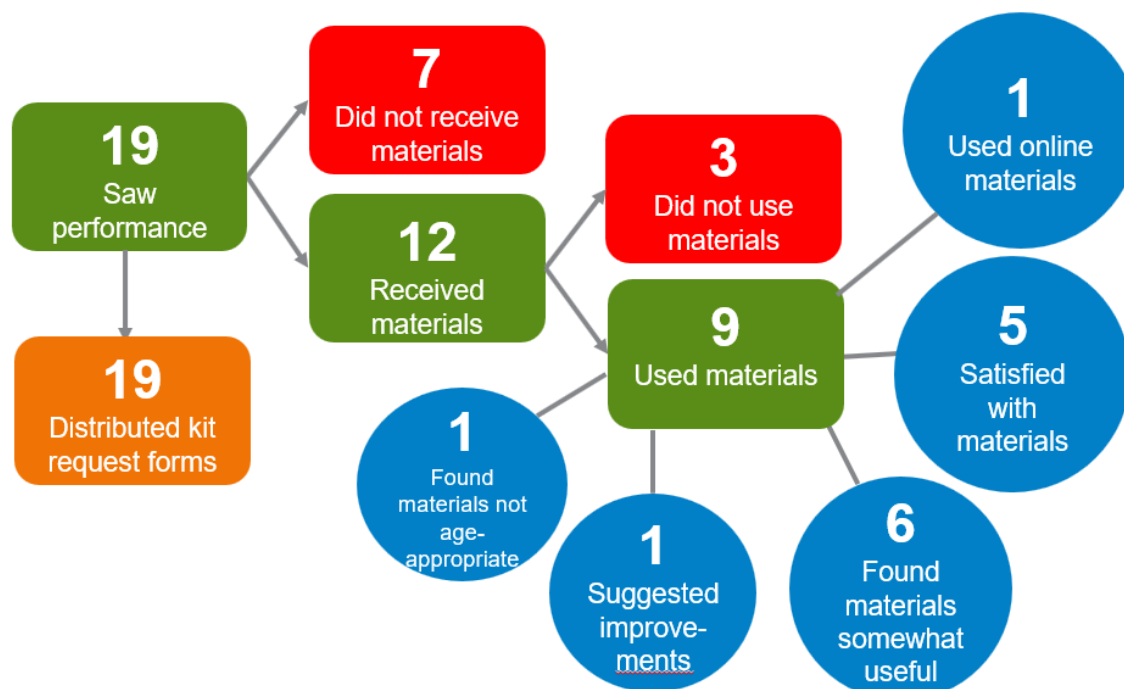 19
Saw
performance
19
Distributed kit
request forms
7
Did not receive
materials
12
Received
materials
3
Did not use
materials
9
Used materials
1
Used online
materials
5
Satisfied
with
materials
6
Found
materials
somewhat
useful
1
Suggested
improve-
ments
1
Found
materials not
age-
appropriate